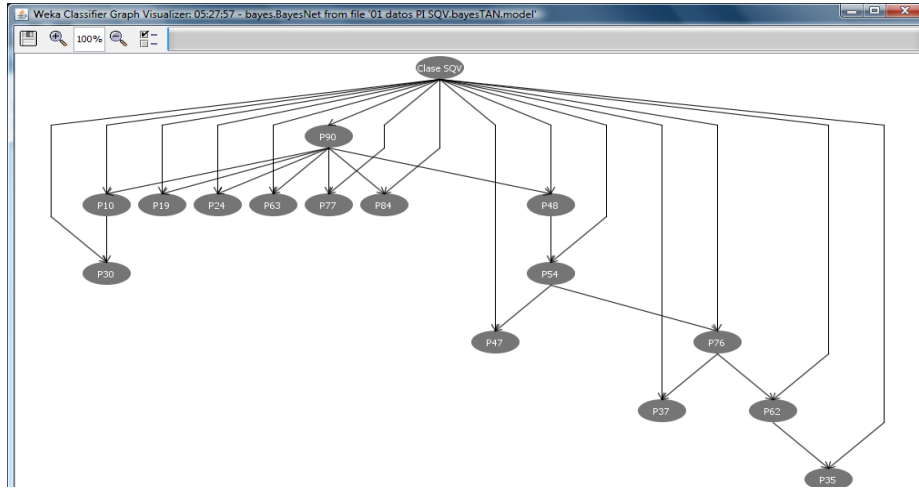 Weka Classifier Graph Visualizer: 05:27:57 - bayes.BayesNet from file '01 datos PI SQV.bayesTAN.model'
100%
Clase SQV
P90
P10 P19 P24 P63 P77 P84 P48
P30 P54
P47 P76
P37 P62
P35